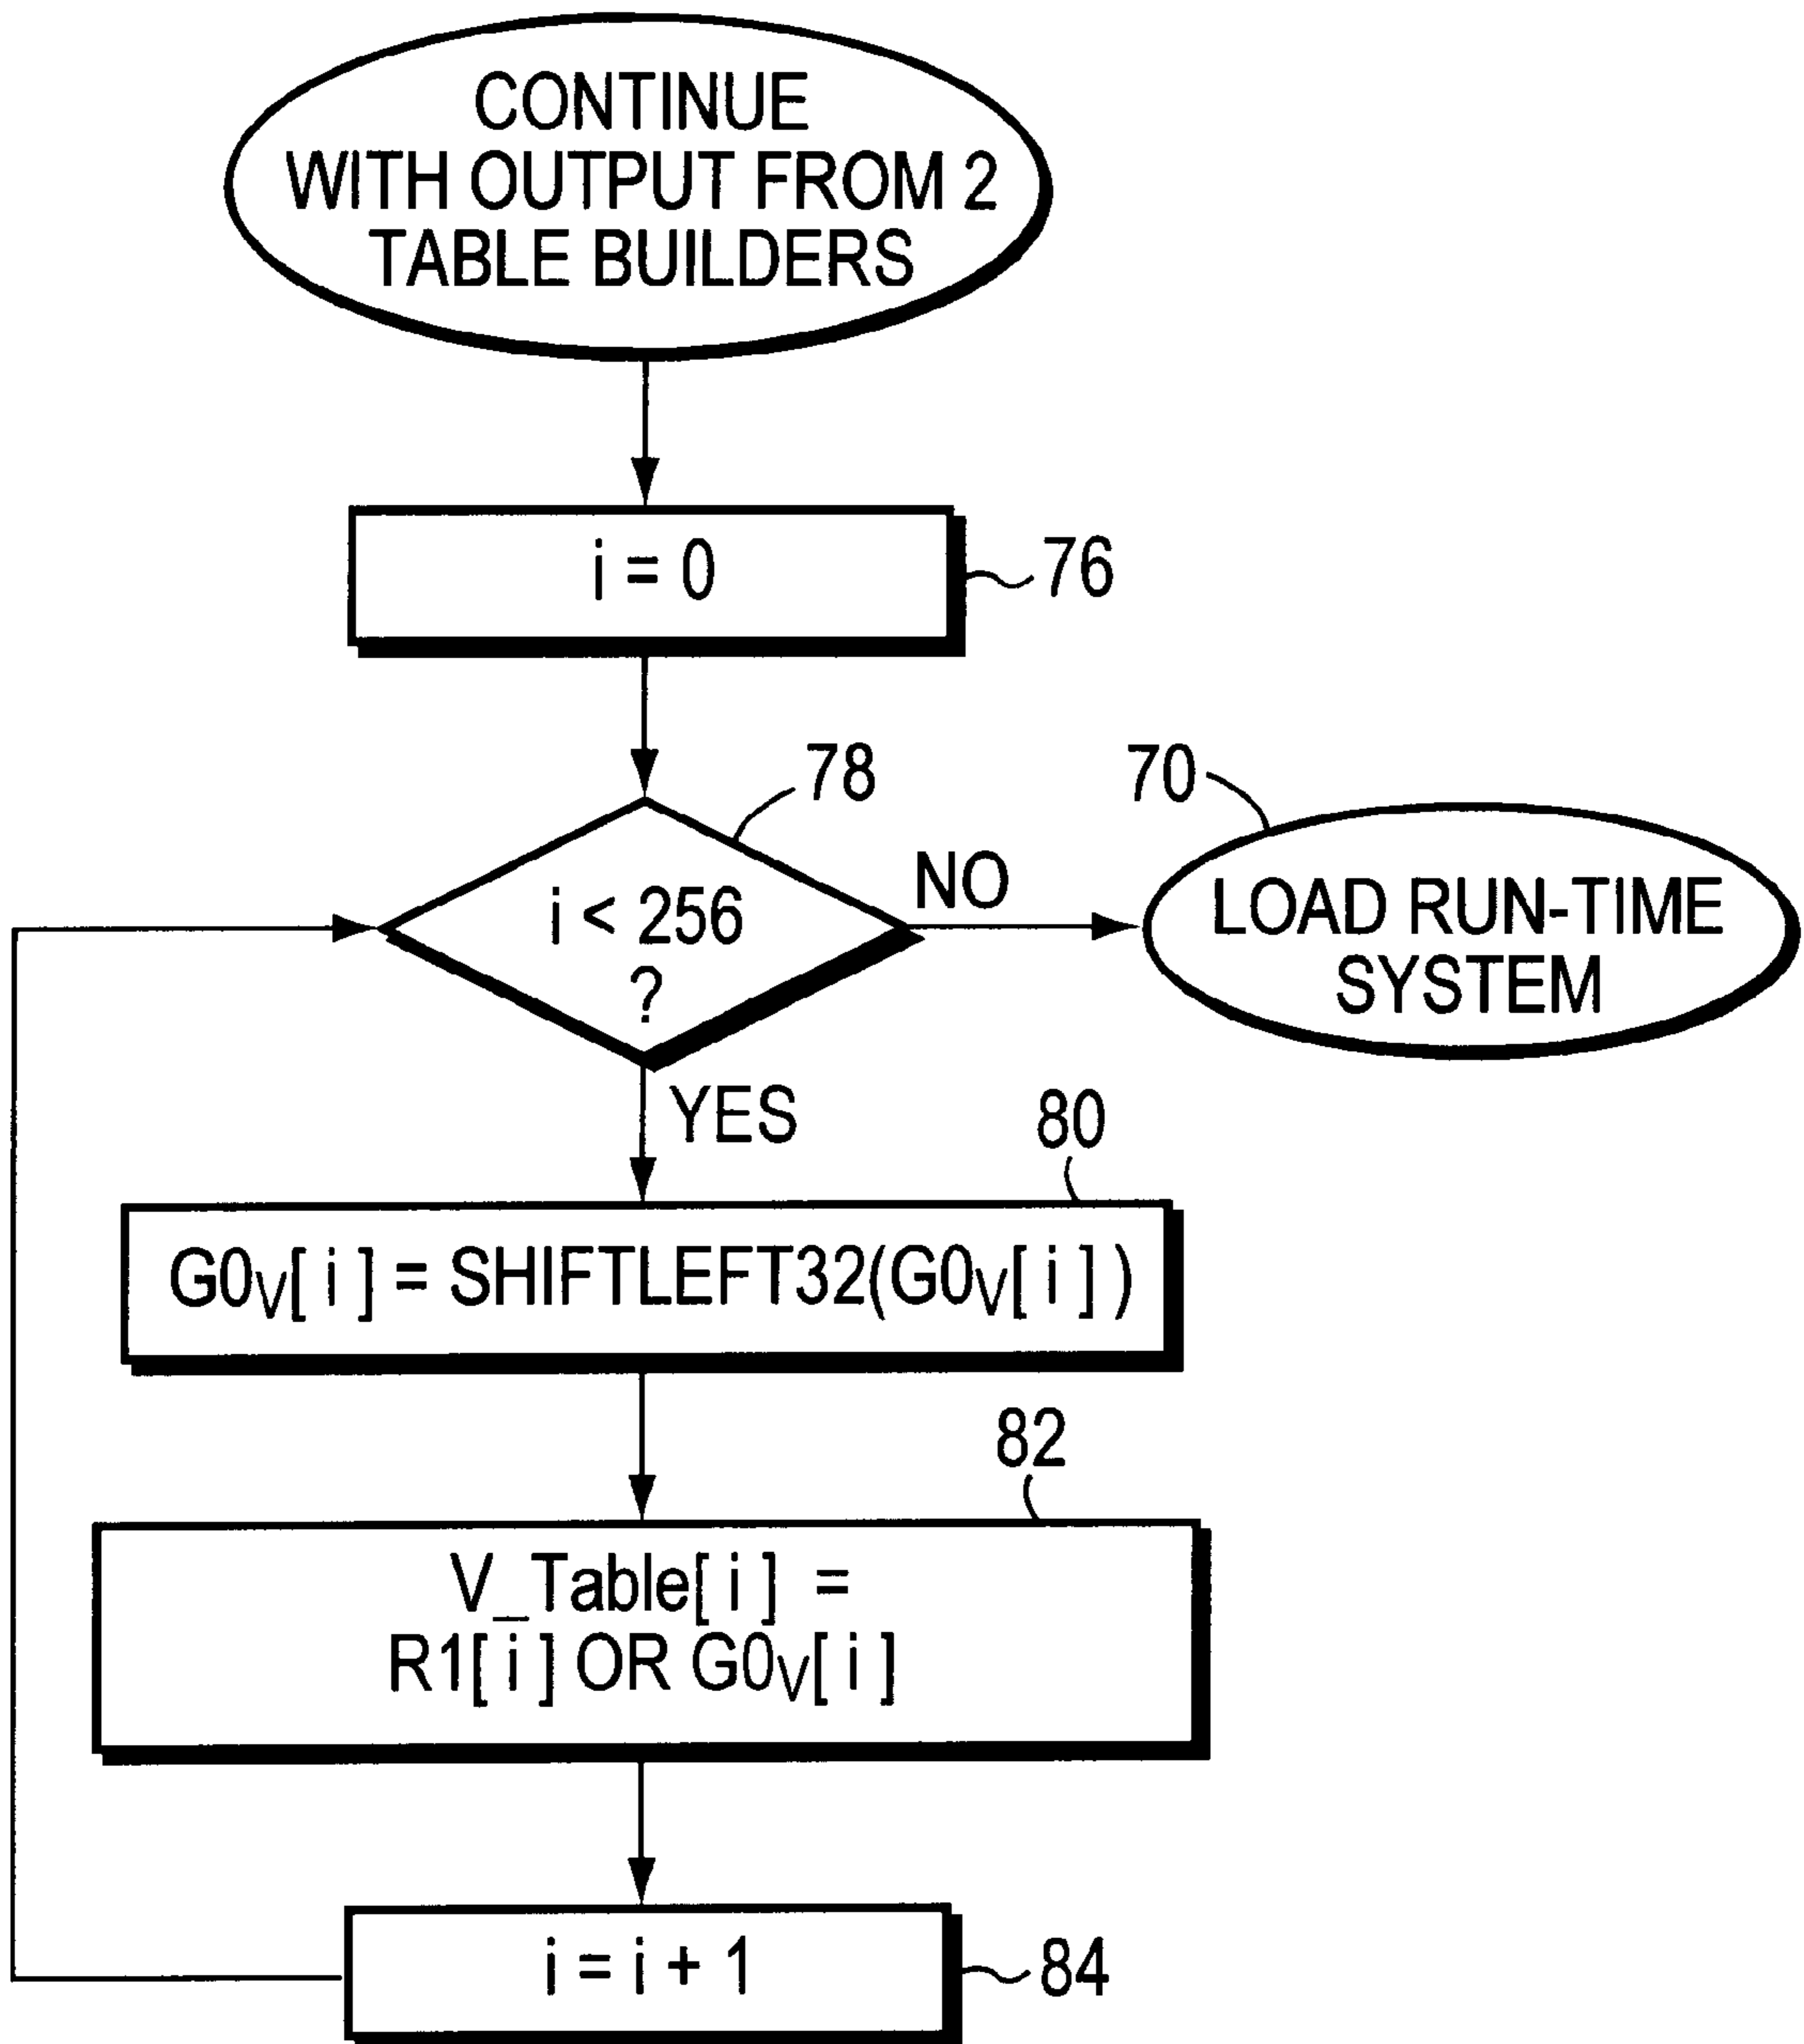 CONTINUE
WITH OUTPUT FROM 2
TABLE BUILDERS
i = 0
76
78
i < 256
?
NO
70
LOAD RUN-TIME
SYSTEM
YES
80
G0V[ i ] = SHIFTLEFT32(G0V[ i ] )
82
V_Table[ i ] =
R1[ i ] OR G0V[ i ]
i = i + 1
84